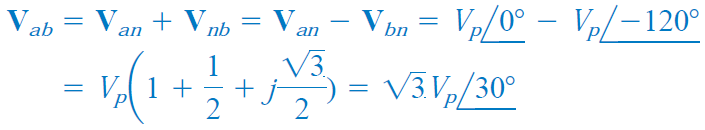 V_ab = V_an + V_nb = V_an − V_bn = V_p/0° − V_p/−120°
= V_p(1 + 1/2 + j √3/2) = √3 V_p/30°